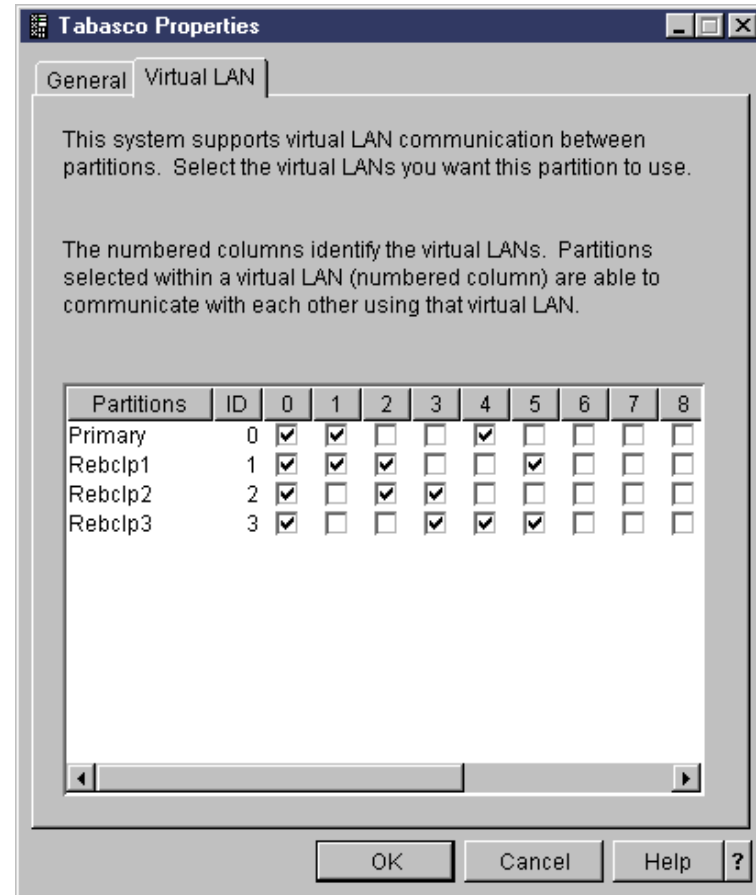 Tabasco Properties
General
Virtual LAN
This system supports virtual LAN communication between
partitions. Select the virtual LANs you want this partition to use.
The numbered columns identify the virtual LANs. Partitions
selected within a virtual LAN (numbered column) are able to
communicate with each other using that virtual LAN.
Partitions ID 0 1 2 3 4 5 6 7 8
Primary 0
Rebclp1 1
Rebclp2 2
Rebclp3 3
OK Cancel Help ?